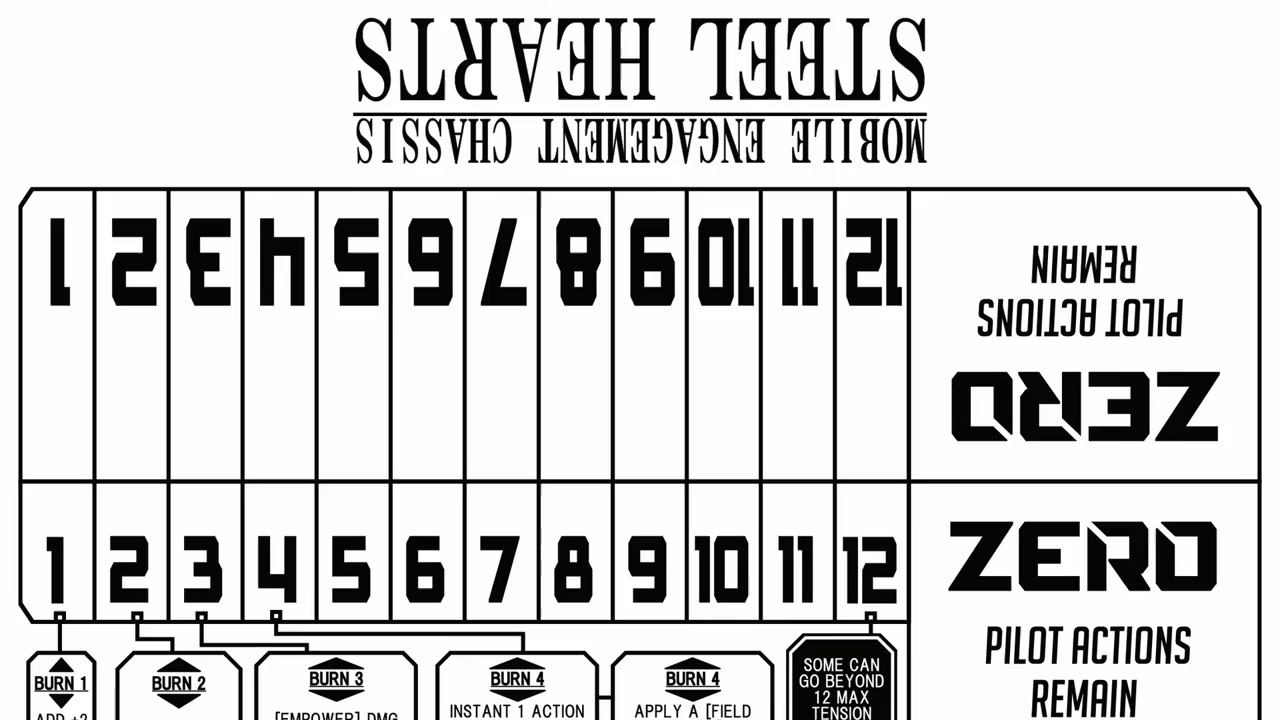 STEEL HEARTS
MOBILE ENGAGEMENT CHASSIS
1 2 3 4 5 6 7 8 9 10 11 12
ZERO
PILOT ACTIONS
REMAIN
1 2 3 4 5 6 7 8 9 10 11 12
ZERO
PILOT ACTIONS
REMAIN
BURN 1
ADD +2
BURN 2
BURN 3
[EMPOWER] DMG
BURN 4
INSTANT 1 ACTION
BURN 4
APPLY A [FIELD
SOME CAN
GO BEYOND
12 MAX
TENSION